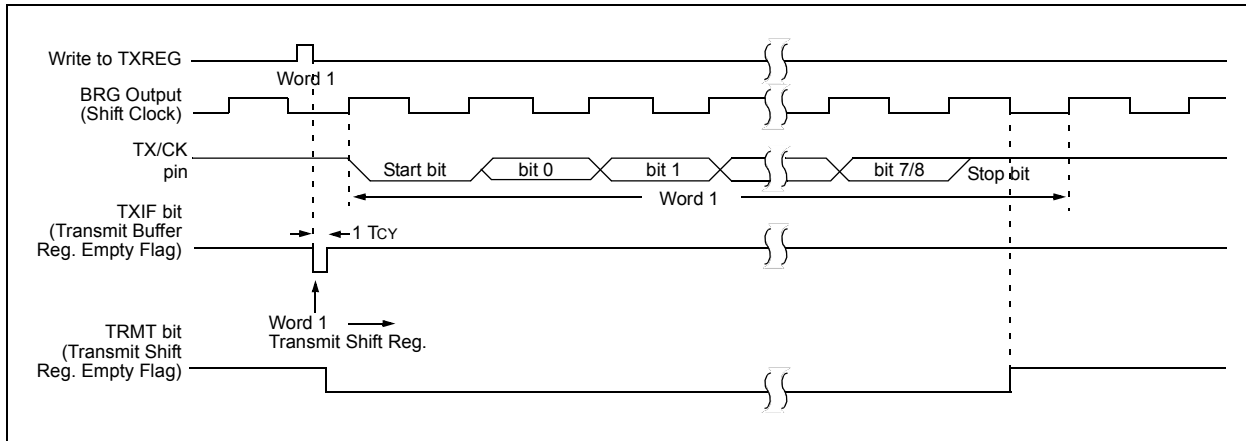 Write to TXREG
Word 1
BRG Output
(Shift Clock)
TX/CK
pin
Start bit
bit 0
bit 1
bit 7/8
Stop bit
Word 1
TXIF bit
(Transmit Buffer
Reg. Empty Flag)
1 TCY
Word 1
Transmit Shift Reg.
TRMT bit
(Transmit Shift
Reg. Empty Flag)